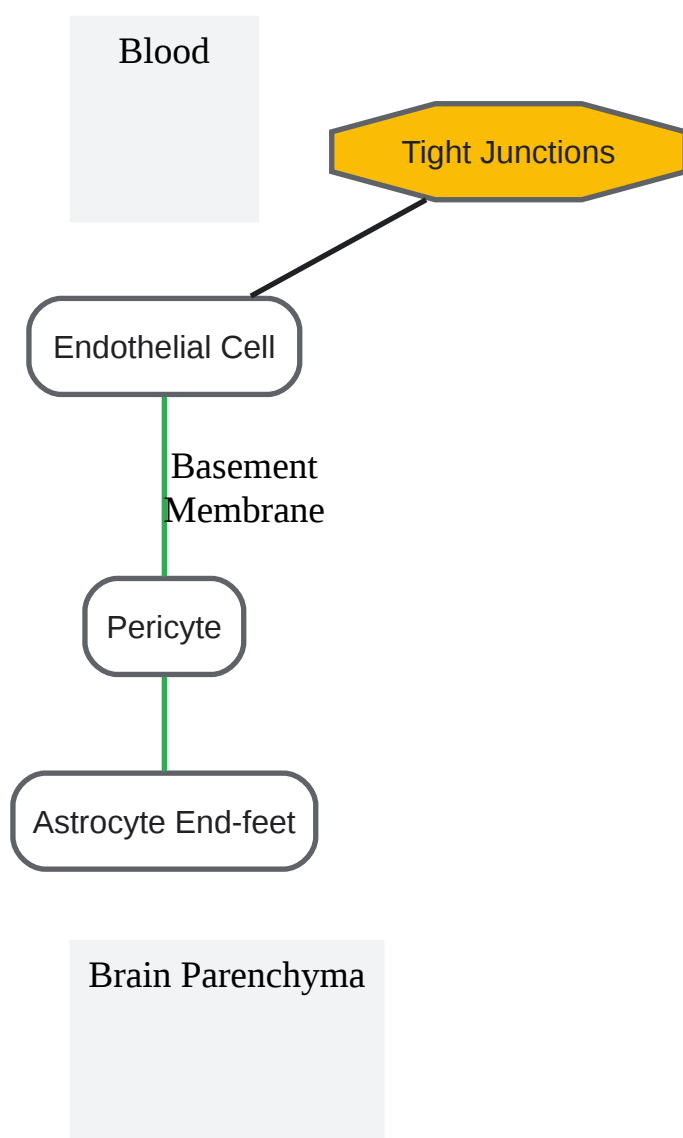 Blood
Tight Junctions
Endothelial Cell
Basement
Membrane
Pericyte
Astrocyte End-feet
Brain Parenchyma